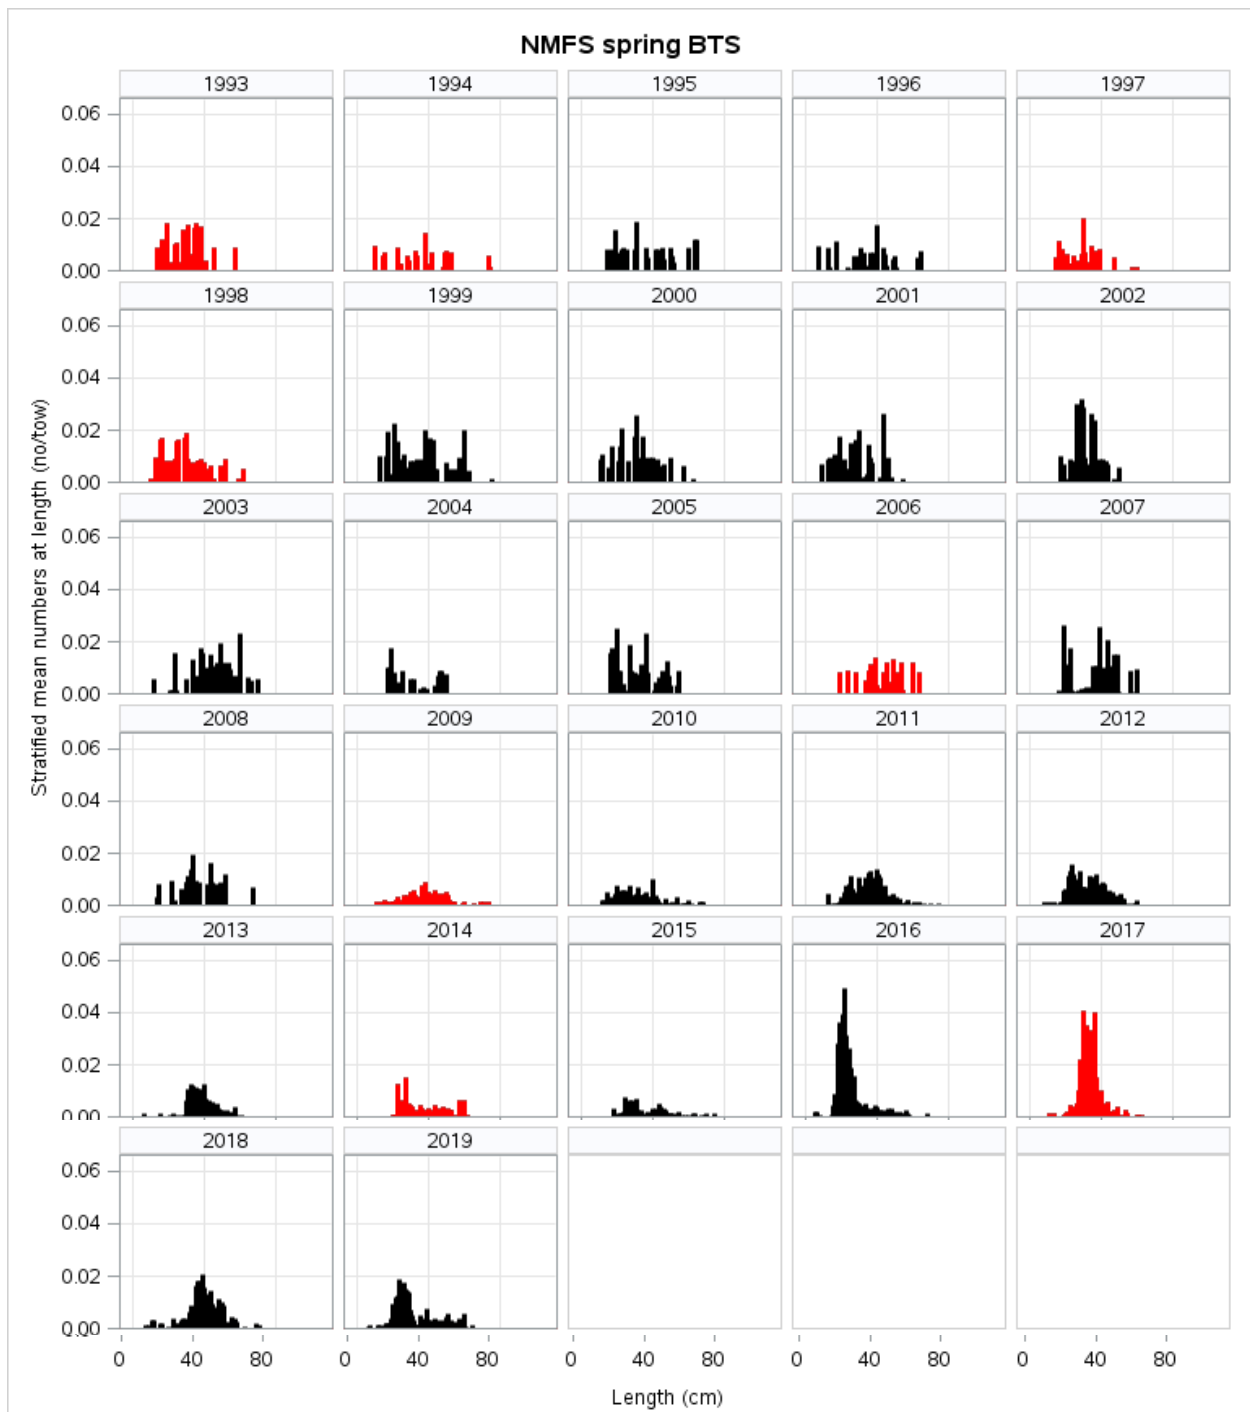 NMFS spring BTS
1993 1994 1995 1996 1997
0.06
0.04
0.02
0.00
1998 1999 2000 2001 2002
0.06
0.04
0.02
0.00
2003 2004 2005 2006 2007
0.06
0.04
0.02
0.00
2008 2009 2010 2011 2012
0.06
0.04
0.02
0.00
2013 2014 2015 2016 2017
0.06
0.04
0.02
0.00
2018 2019
0.06
0.04
0.02
0.00
Stratified mean numbers at length (no/tow)
0 40 80 0 40 80 0 40 80 0 40 80 0 40 80
Length (cm)